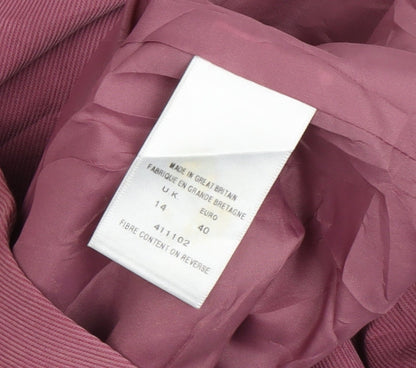 MADE IN GREAT BRITAIN
FABRIQUE EN GRANDE BRETAGNE
UK EURO
14 40
411102
FIBRE CONTENT ON REVERSE